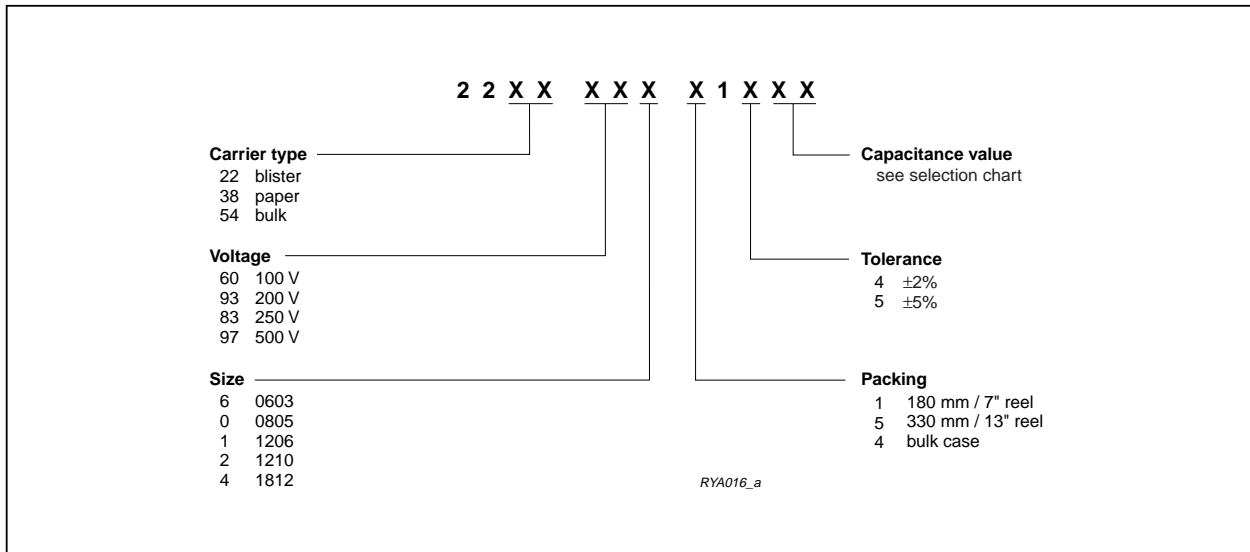 2 2 X X X X X X 1 X X X
Carrier type
22 blister
38 paper
54 bulk
Voltage
60 100 V
93 200 V
83 250 V
97 500 V
Size
6 0603
0 0805
1 1206
2 1210
4 1812
Capacitance value
see selection chart
Tolerance
4 ±2%
5 ±5%
Packing
1 180 mm / 7" reel
5 330 mm / 13" reel
4 bulk case
RYA016_a